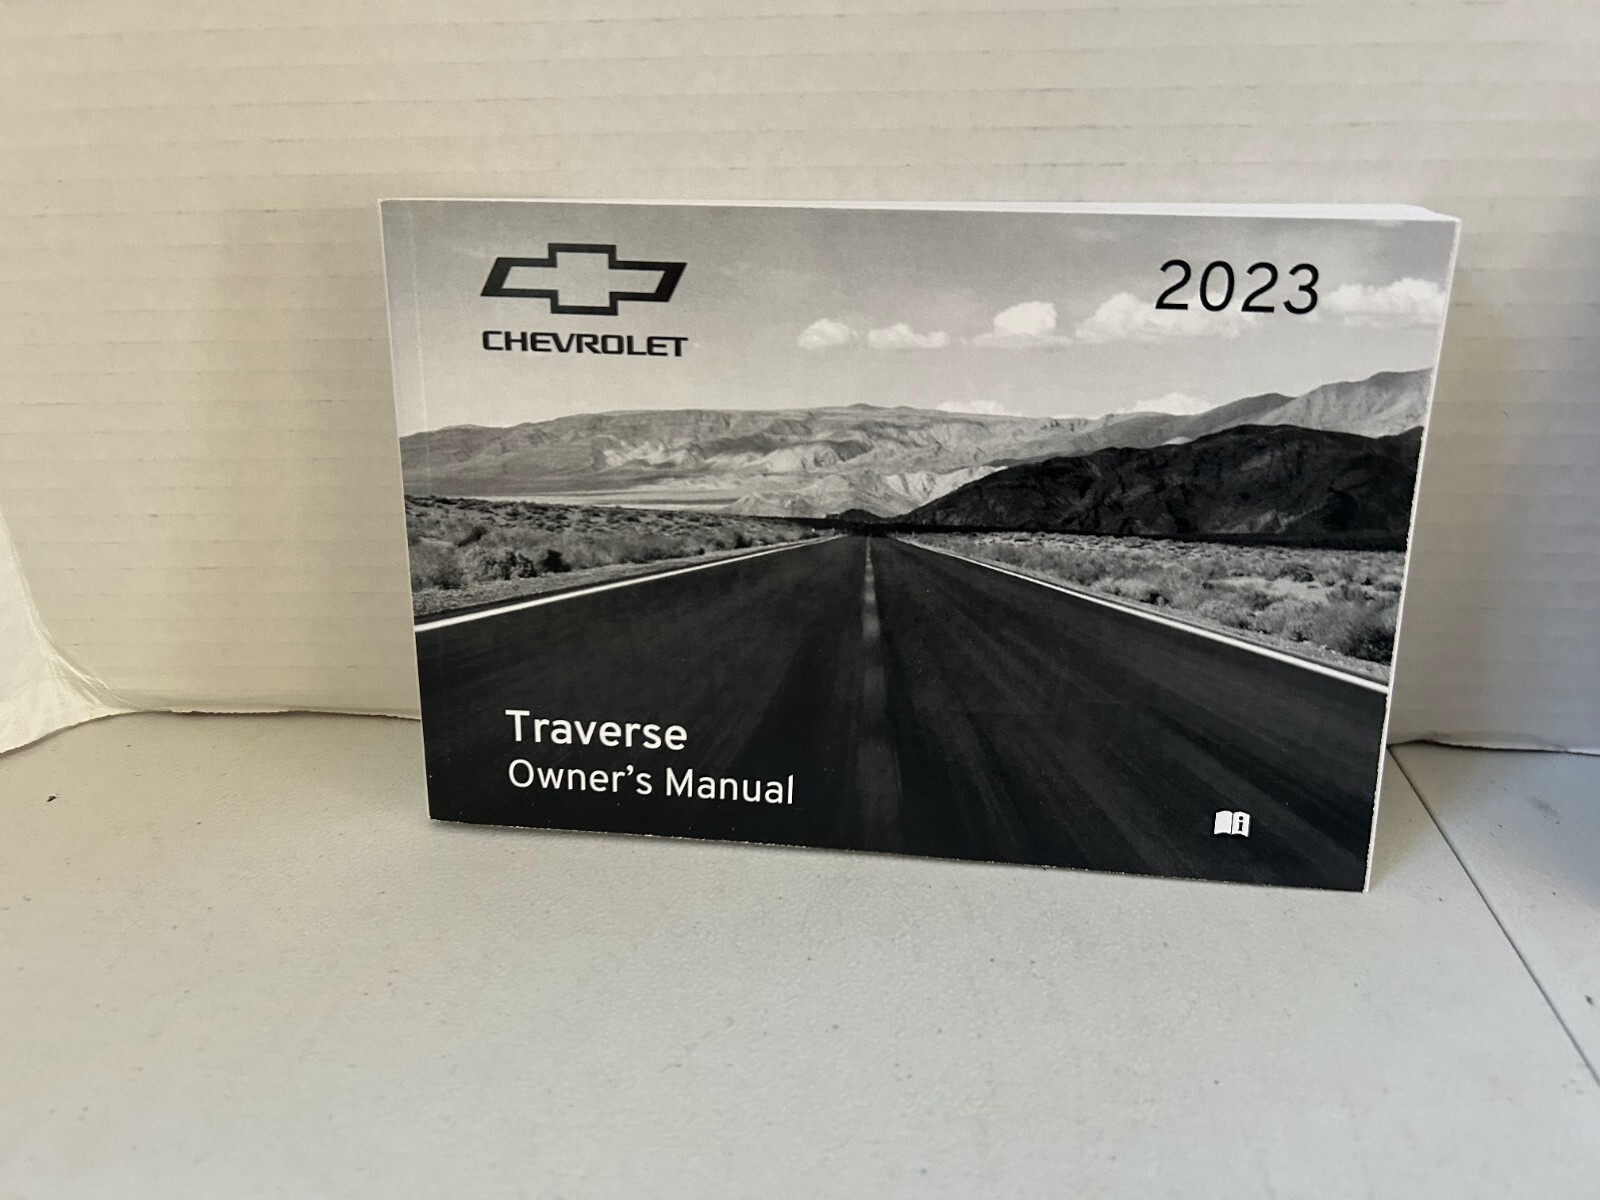 CHEVROLET
2023
Traverse
Owner's Manual